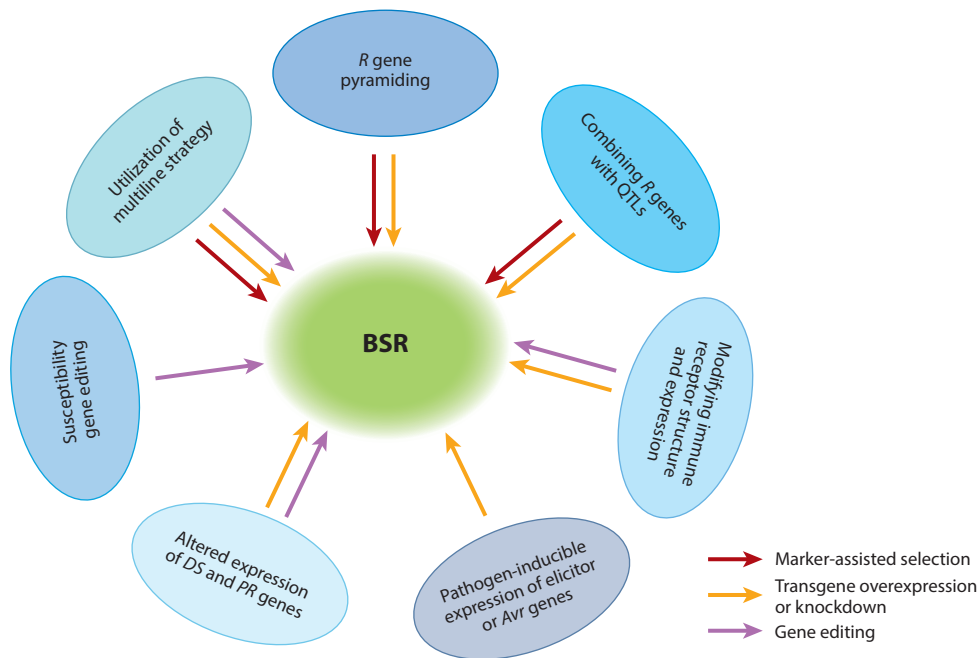 R gene
pyramiding
Utilization of
multiline strategy
Combining R genes
with QTLs
BSR
Susceptibility
gene editing
Modifying immune
receptor structure
and expression
Altered expression
of DS and PR genes
Pathogen-inducible
expression of elicitor
or Avr genes
Marker-assisted selection
Transgene overexpression
or knockdown
Gene editing